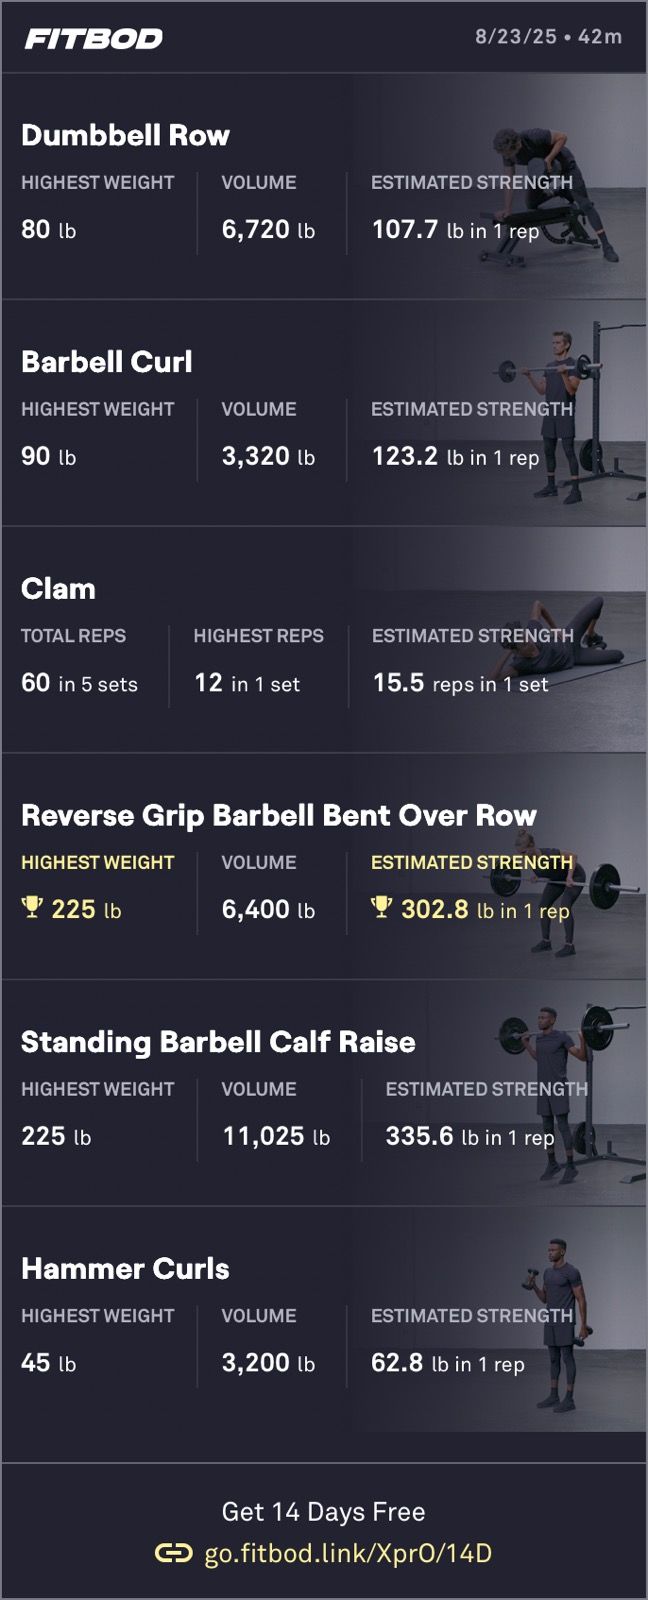 FITBOD
8/23/25 • 42m
Dumbbell Row
HIGHEST WEIGHT VOLUME ESTIMATED STRENGTH
80 lb 6,720 lb 107.7 lb in 1 rep
Barbell Curl
HIGHEST WEIGHT VOLUME ESTIMATED STRENGTH
90 lb 3,320 lb 123.2 lb in 1 rep
Clam
TOTAL REPS HIGHEST REPS ESTIMATED STRENGTH
60 in 5 sets 12 in 1 set 15.5 reps in 1 set
Reverse Grip Barbell Bent Over Row
HIGHEST WEIGHT VOLUME ESTIMATED STRENGTH
225 lb 6,400 lb 302.8 lb in 1 rep
Standing Barbell Calf Raise
HIGHEST WEIGHT VOLUME ESTIMATED STRENGTH
225 lb 11,025 lb 335.6 lb in 1 rep
Hammer Curls
HIGHEST WEIGHT VOLUME ESTIMATED STRENGTH
45 lb 3,200 lb 62.8 lb in 1 rep
Get 14 Days Free
go.fitbod.link/XprO/14D